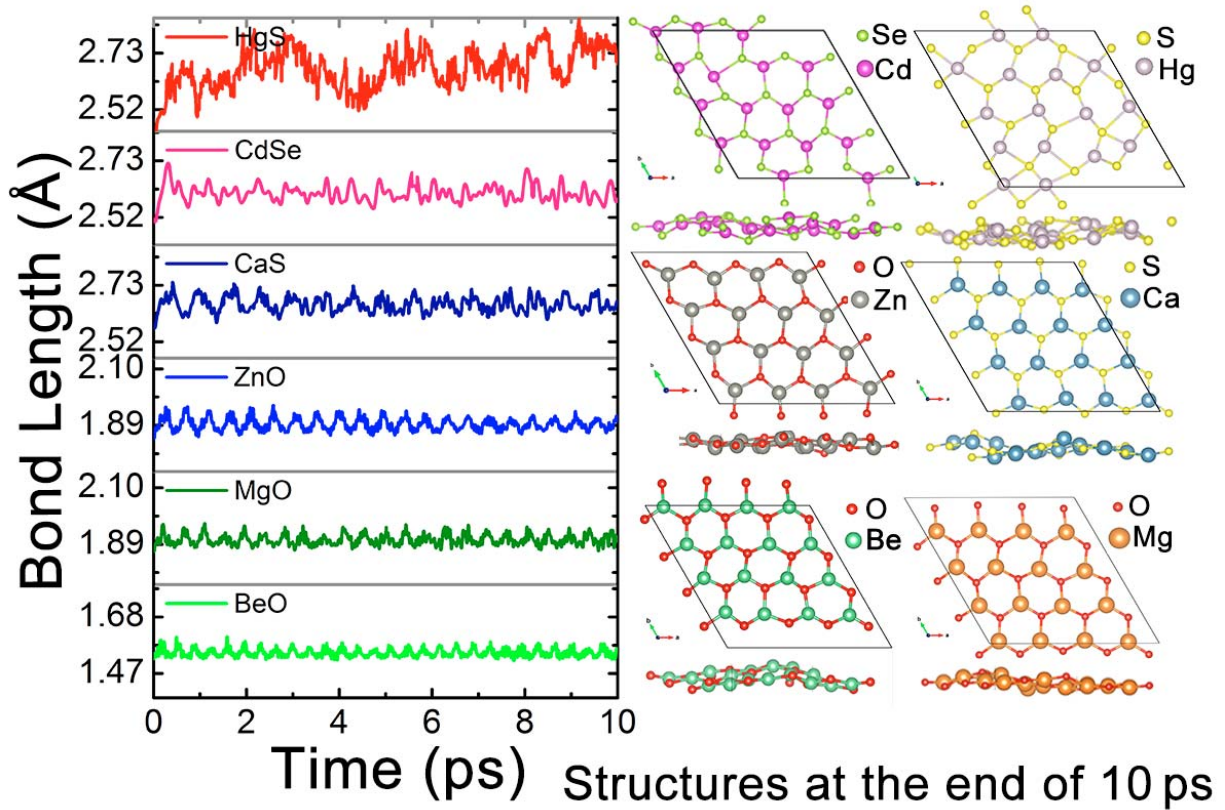 Bond Length (Å)
HgS
2.73
2.52
CdSe
2.73
2.52
CaS
2.73
2.52
ZnO
2.10
1.89
MgO
2.10
1.89
BeO
1.68
1.47
0 2 4 6 8 10
Time (ps)
Se
Cd
b
a
S
Hg
b
a
O
Zn
b
a
S
Ca
b
a
O
Be
b
a
O
Mg
b
a
Structures at the end of 10 ps